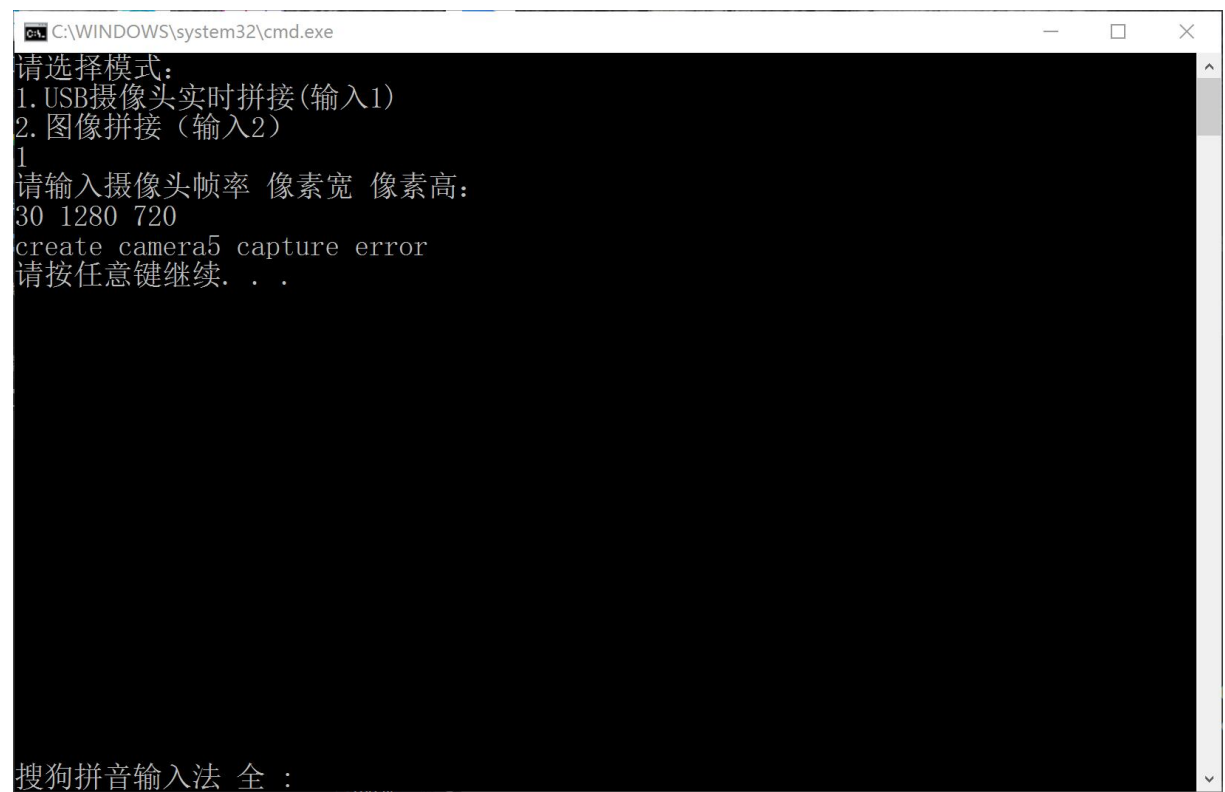 C:\WINDOWS\system32\cmd.exe
请选择模式：
1.USB摄像头实时拼接(输入1)
2.图像拼接（输入2）
1
请输入摄像头帧率 像素宽 像素高：
30 1280 720
create camera5 capture error
请按任意键继续. . .
搜狗拼音输入法 全 :